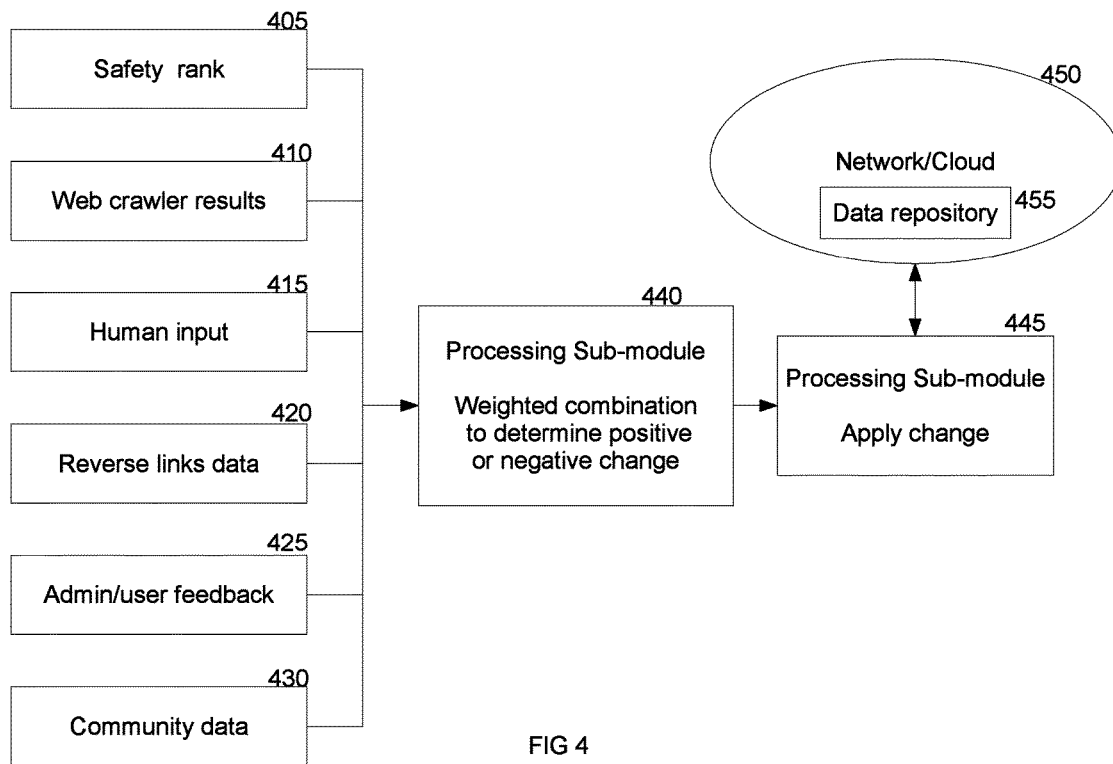 405
Safety rank
410
Web crawler results
415
Human input
420
Reverse links data
425
Admin/user feedback
430
Community data
440
Processing Sub-module
Weighted combination
to determine positive
or negative change
445
Processing Sub-module
Apply change
450
Network/Cloud
455
Data repository
FIG 4